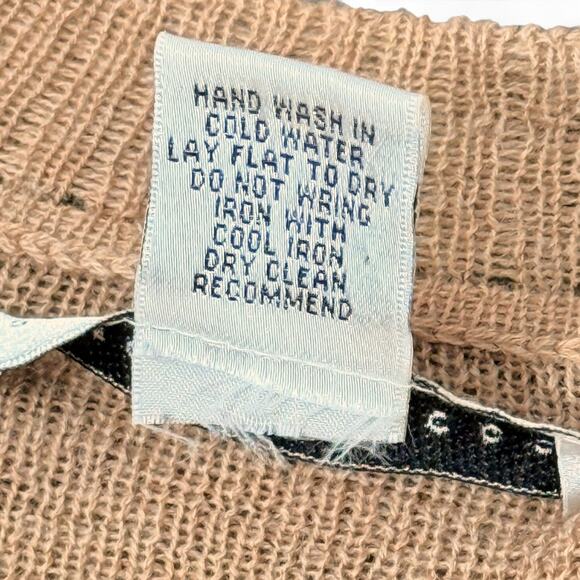 HAND WASH IN
COLD WATER
LAY FLAT TO DRY
DO NOT WRING
IRON WITH
COOL IRON
DRY CLEAN
RECOMMEND